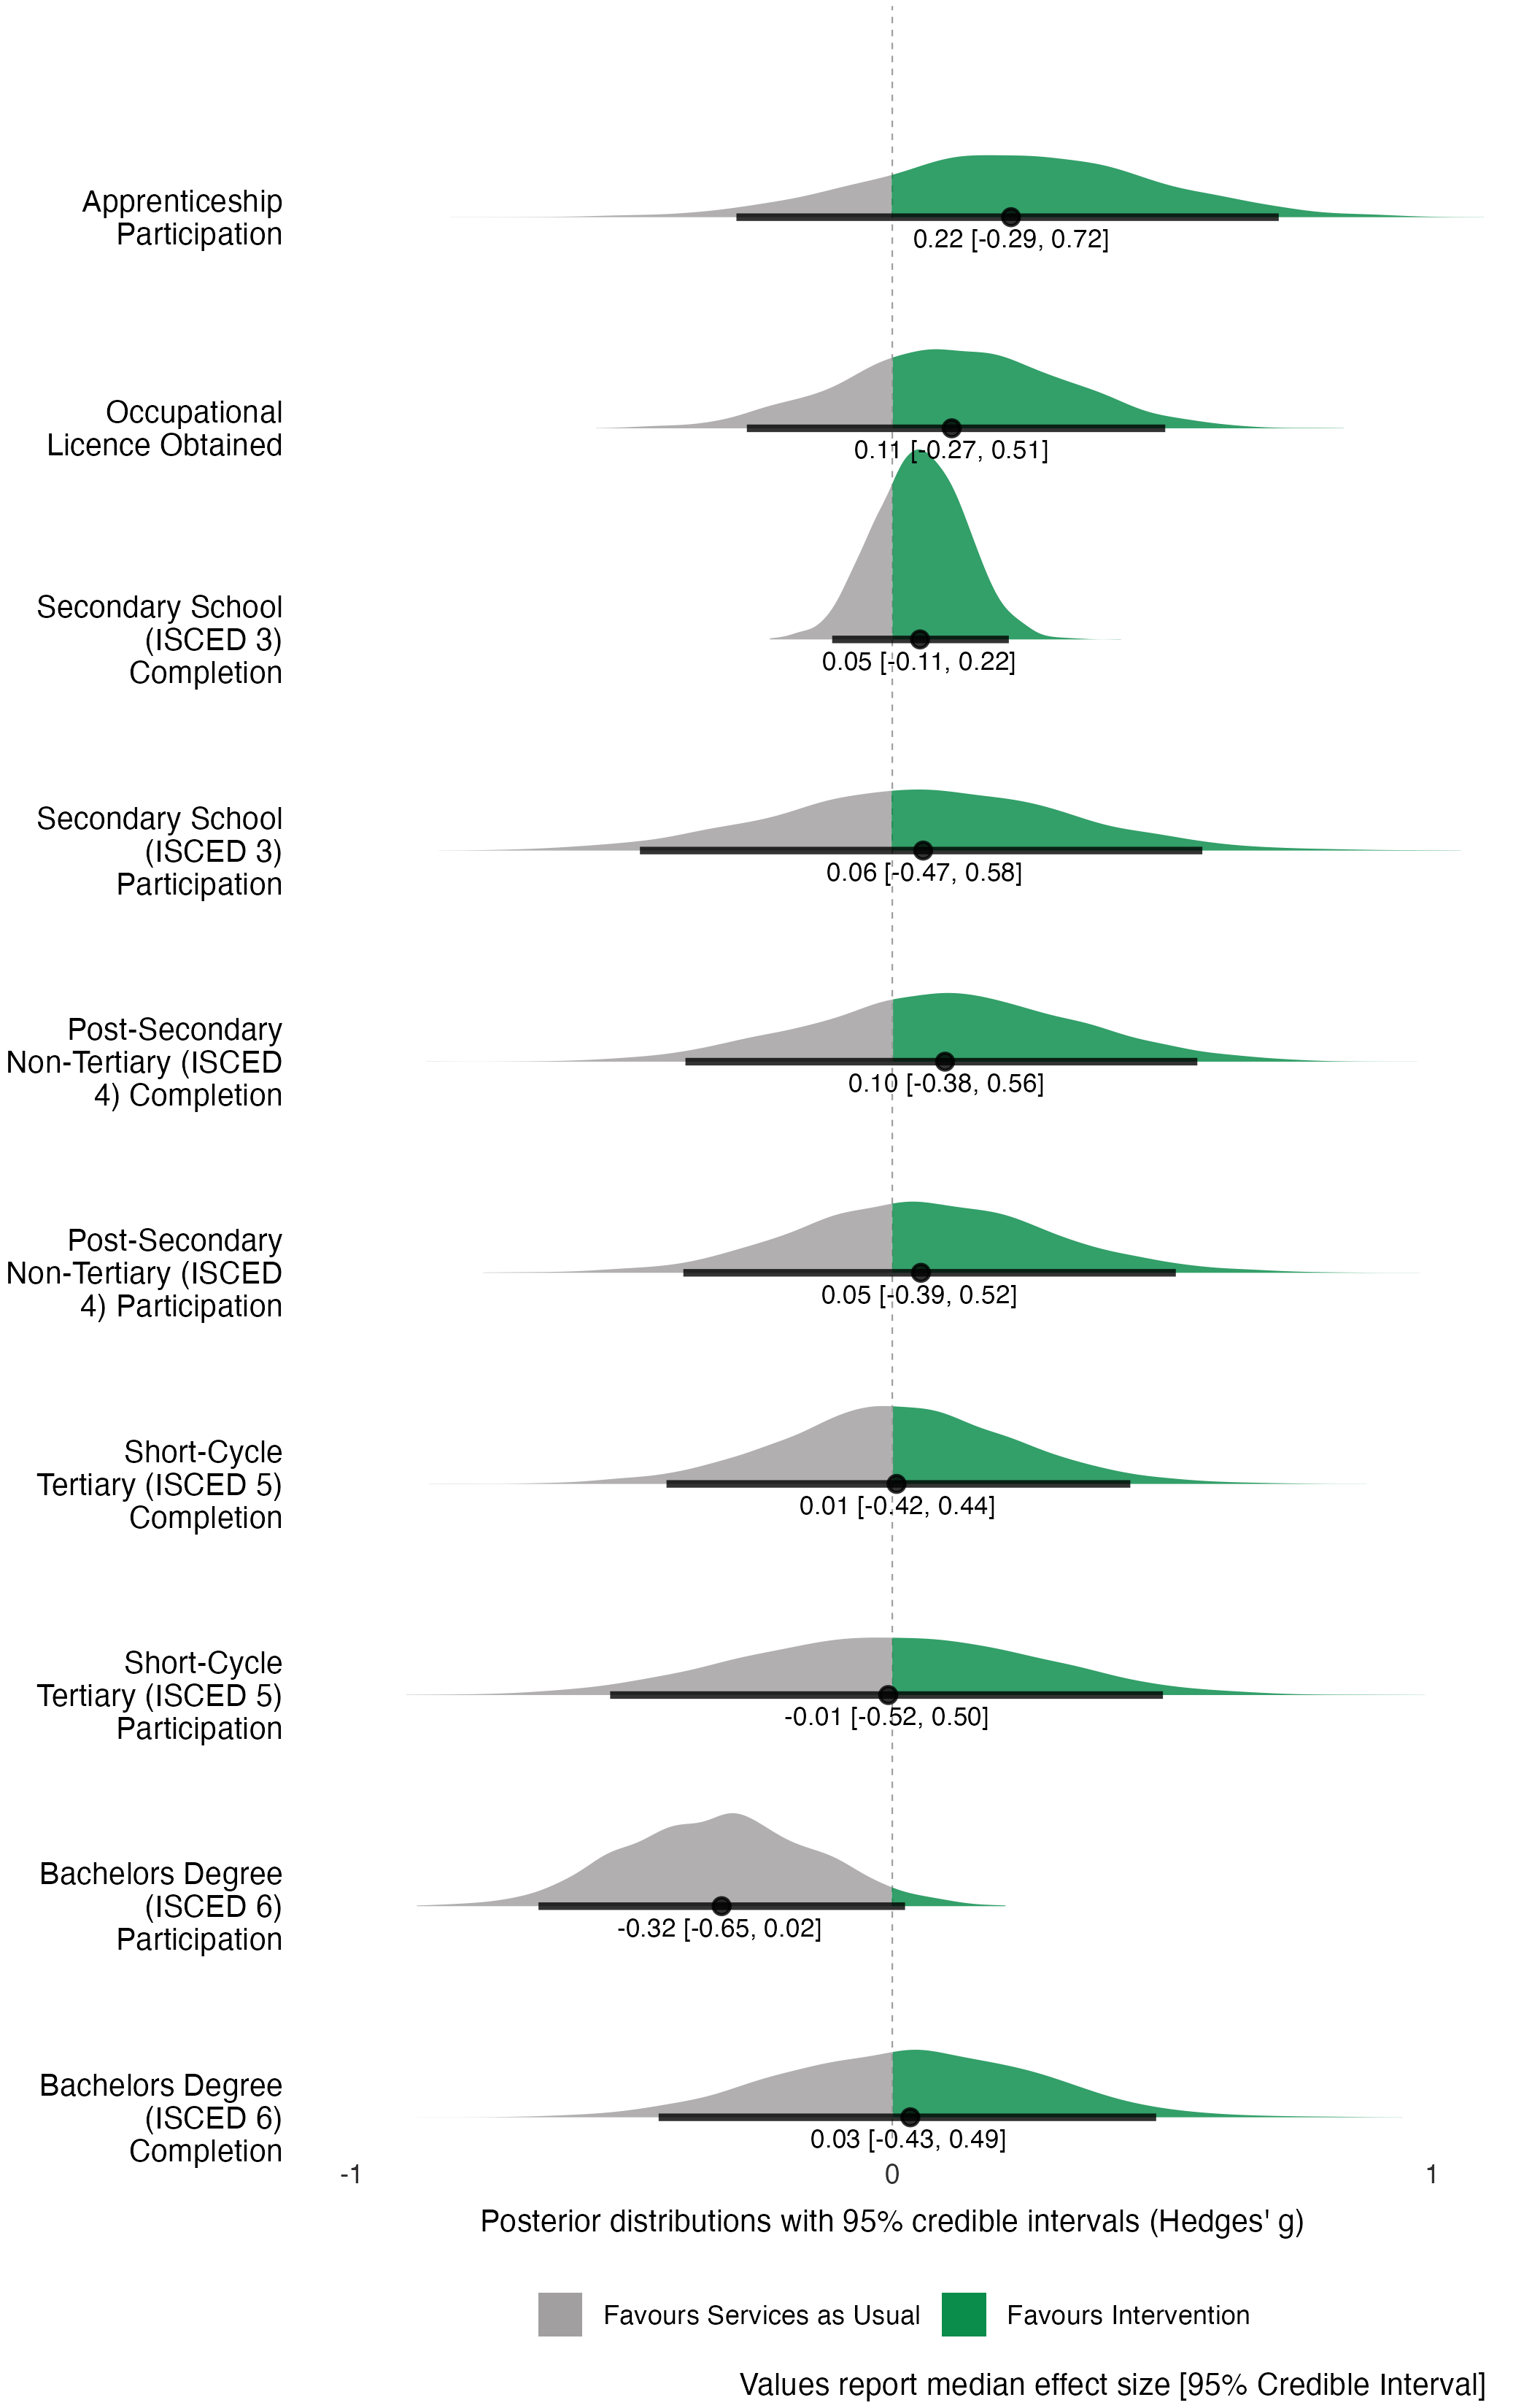 Apprenticeship
Participation
0.22 [-0.29, 0.72]
Occupational
Licence Obtained
0.11 [-0.27, 0.51]
Secondary School
(ISCED 3)
Completion
0.05 [-0.11, 0.22]
Secondary School
(ISCED 3)
Participation
0.06 [-0.47, 0.58]
Post-Secondary
Non-Tertiary (ISCED
4) Completion
0.10 [-0.38, 0.56]
Post-Secondary
Non-Tertiary (ISCED
4) Participation
0.05 [-0.39, 0.52]
Short-Cycle
Tertiary (ISCED 5)
Completion
0.01 [-0.42, 0.44]
Short-Cycle
Tertiary (ISCED 5)
Participation
-0.01 [-0.52, 0.50]
Bachelors Degree
(ISCED 6)
Participation
-0.32 [-0.65, 0.02]
Bachelors Degree
(ISCED 6)
Completion
0.03 [-0.43, 0.49]
-1 0 1
Posterior distributions with 95% credible intervals (Hedges' g)
Favours Services as Usual Favours Intervention
Values report median effect size [95% Credible Interval]